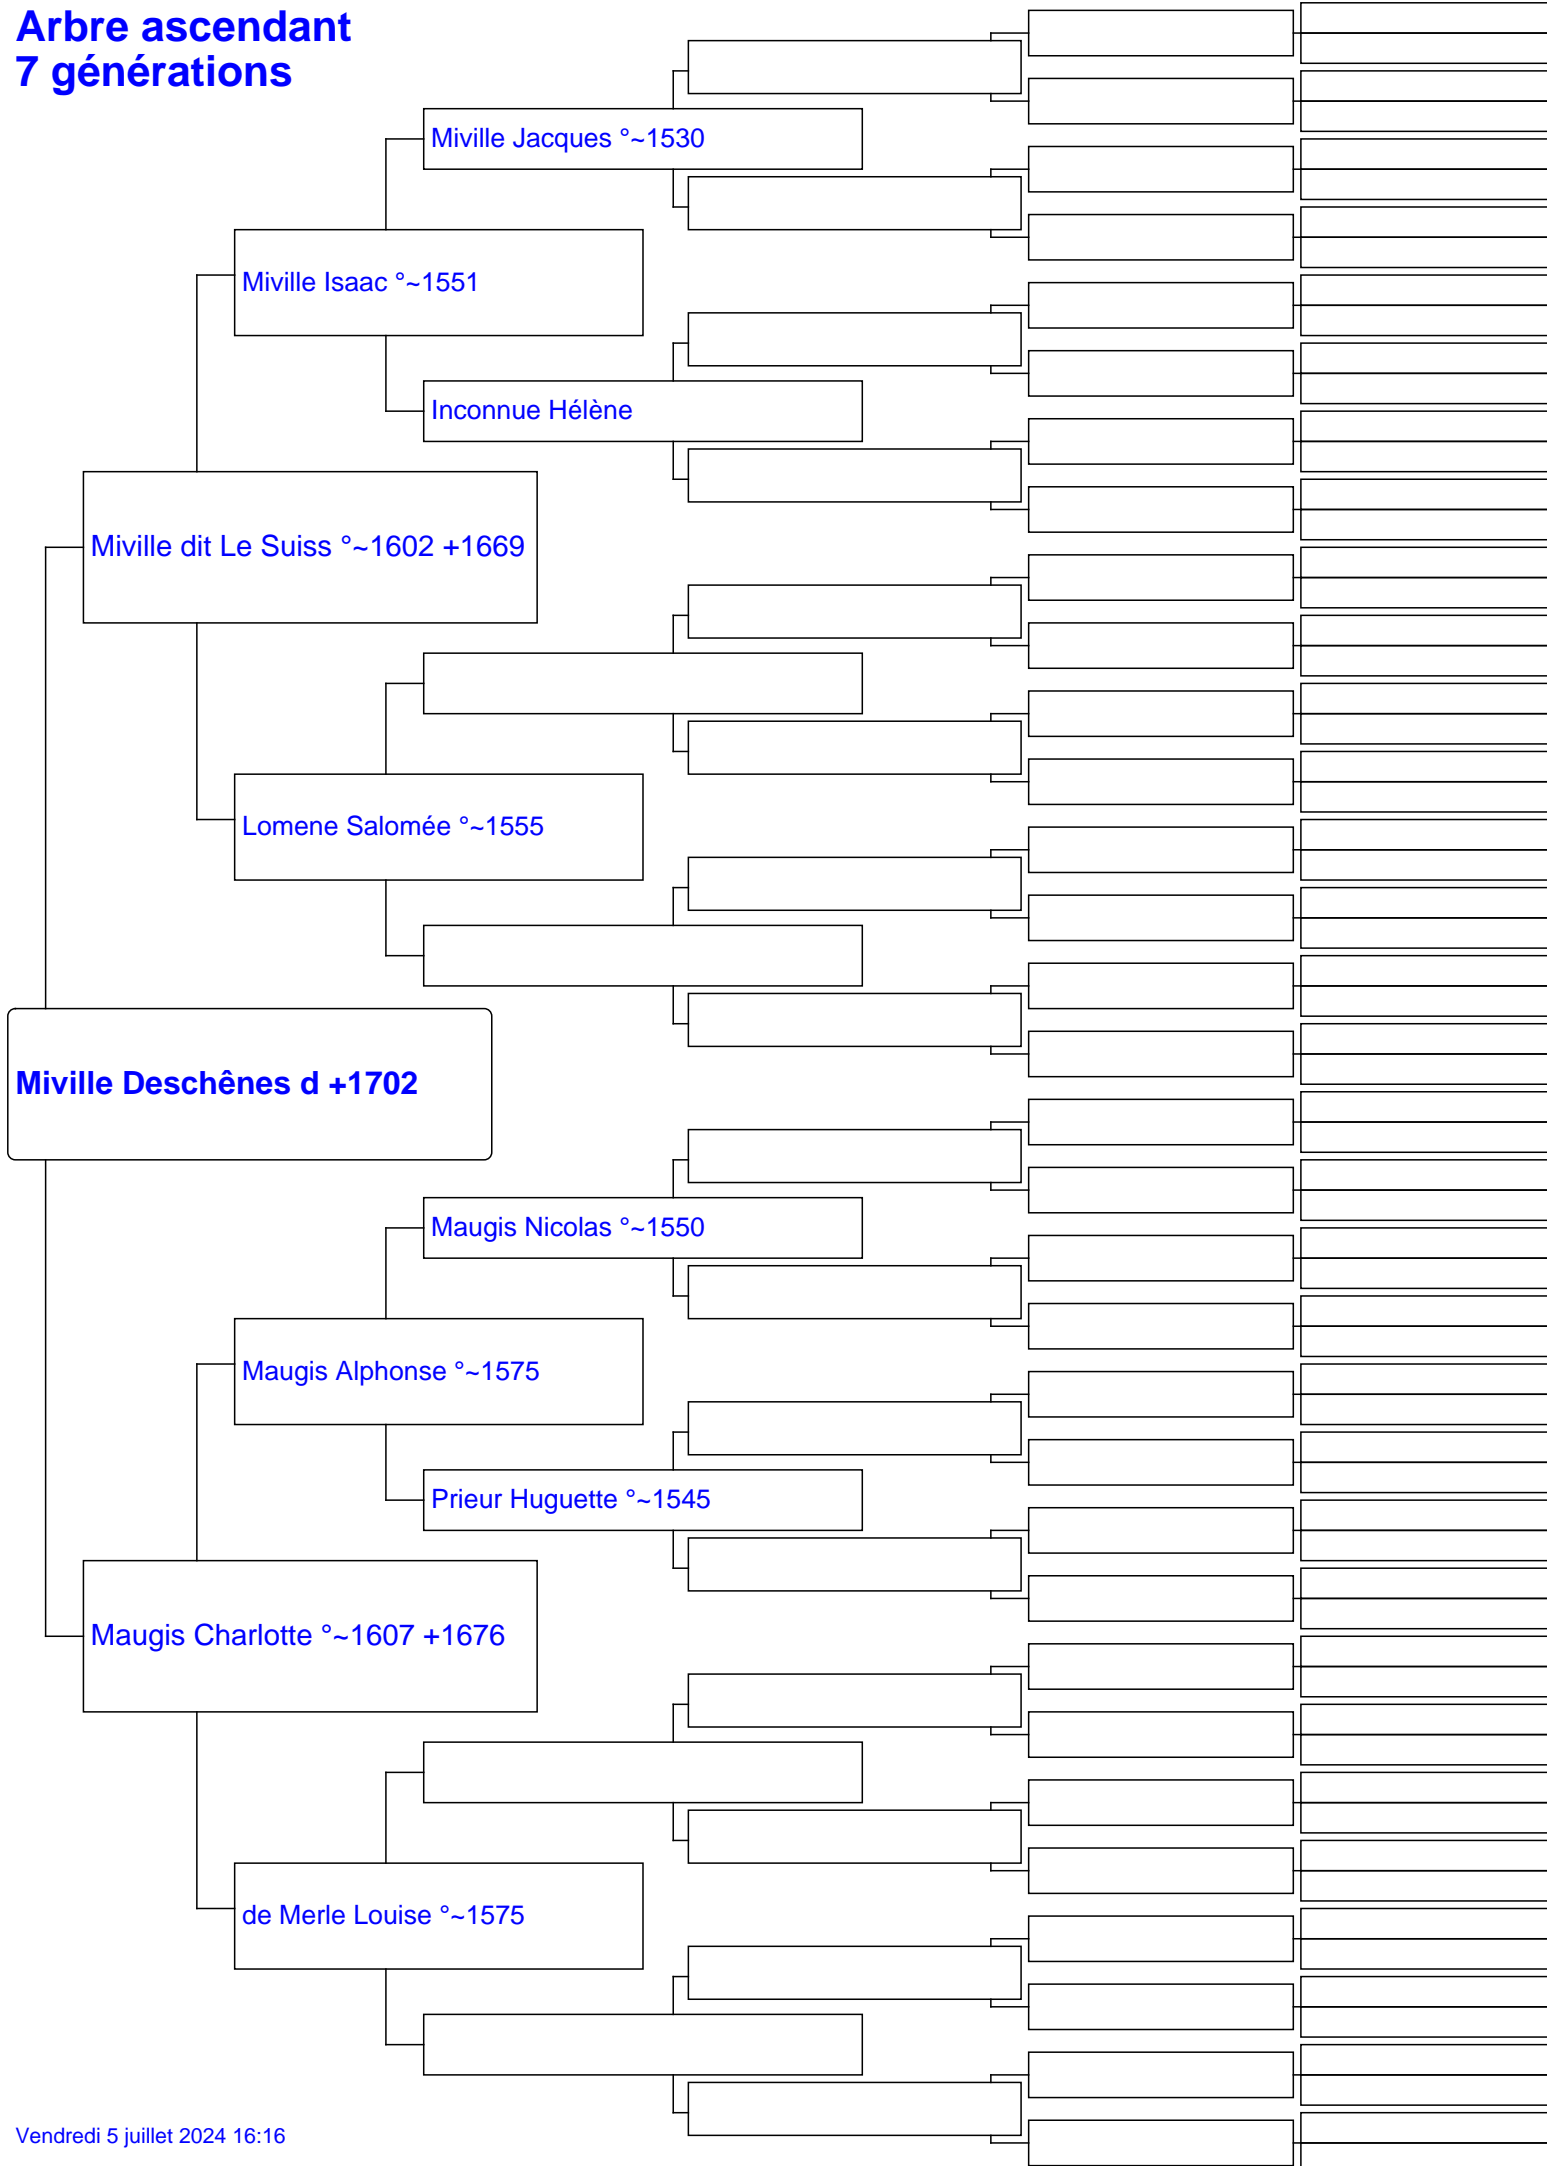 Arbre ascendant
7 générations
Miville Jacques °~1530
Miville Isaac °~1551
Inconnue Hélène
Miville dit Le Suiss °~1602 +1669
Lomene Salomée °~1555
Miville Deschênes d +1702
Maugis Nicolas °~1550
Maugis Alphonse °~1575
Prieur Huguette °~1545
Maugis Charlotte °~1607 +1676
de Merle Louise °~1575
Vendredi 5 juillet 2024 16:16